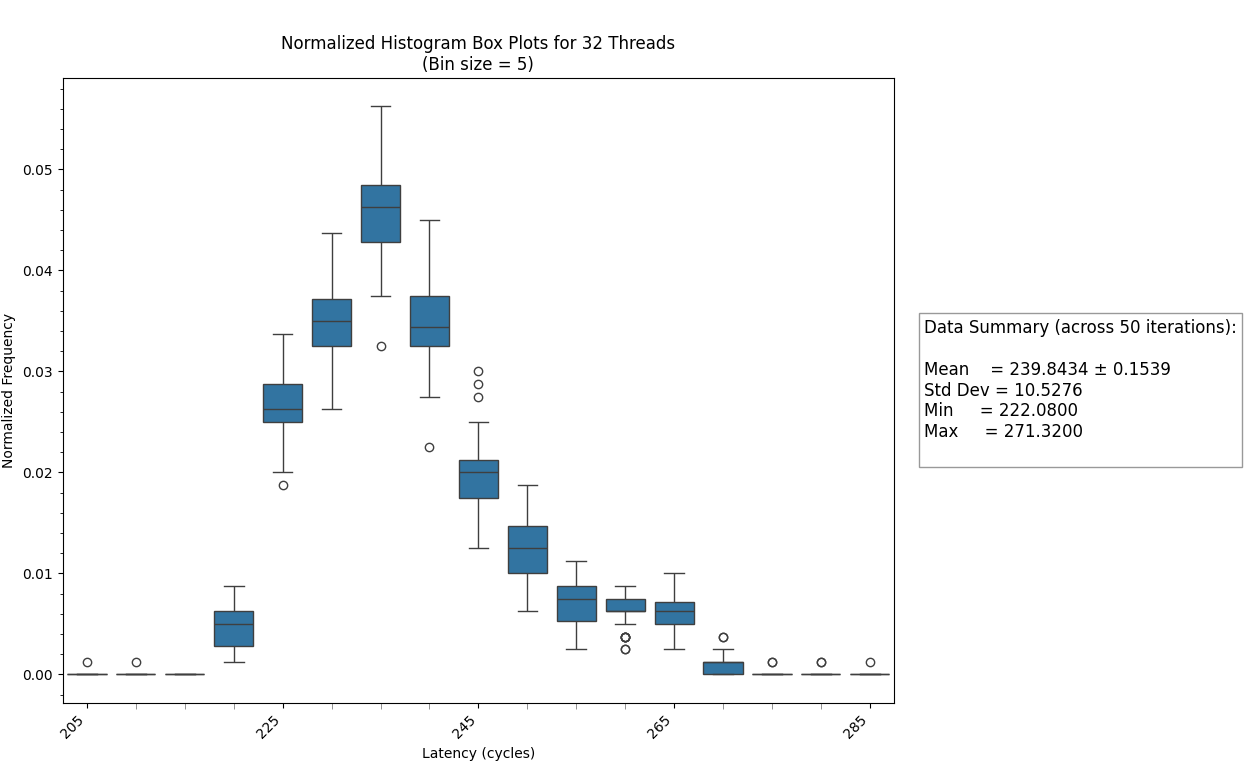 Normalized Histogram Box Plots for 32 Threads
(Bin size = 5)
Normalized Frequency
0.05
0.04
0.03
0.02
0.01
0.00
205
225
245
265
285
Latency (cycles)
Data Summary (across 50 iterations):
Mean = 239.8434 ± 0.1539
Std Dev = 10.5276
Min = 222.0800
Max = 271.3200